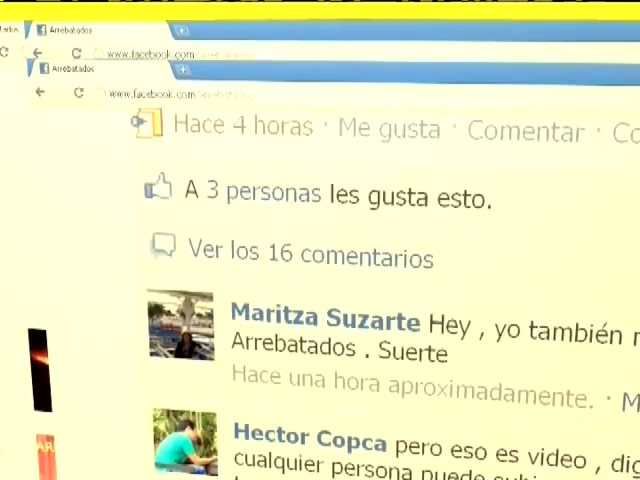 Arrebatados
www.facebook.com
Arrebatados
www.facebook.com
Hace 4 horas · Me gusta · Comentar ·
A 3 personas les gusta esto.
Ver los 16 comentarios
Maritza Suzarte Hey , yo también
Arrebatados . Suerte
Hace una hora aproximadamente. ·
Hector Copca pero eso es video ,
cualquier persona puede